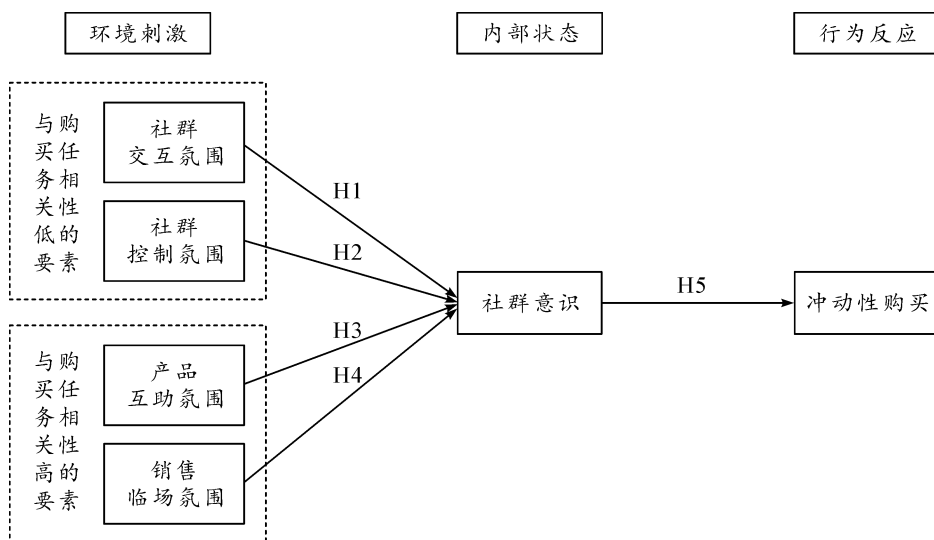 环境刺激
内部状态
行为反应
与购
买任
务相
关性
低的
要素
社群
交互氛围
社群
控制氛围
H1
H2
与购
买任
务相
关性
高的
要素
产品
互助氛围
销售
临场氛围
H3
H4
社群意识
H5
冲动性购买